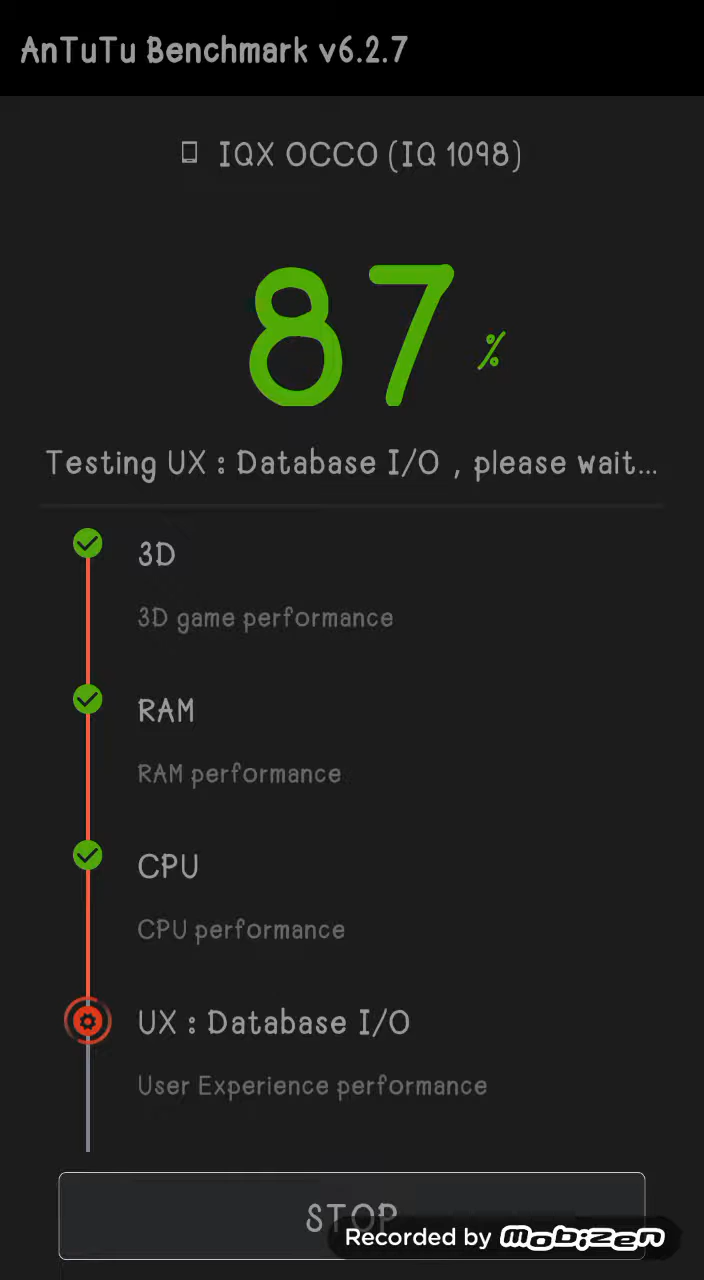 AnTuTu Benchmark v6.2.7
IQX OCCO (IQ 1098)
87%
Testing UX : Database I/O , please wait...
3D
3D game performance
RAM
RAM performance
CPU
CPU performance
UX : Database I/O
User Experience performance
STOP
Recorded by mobizen